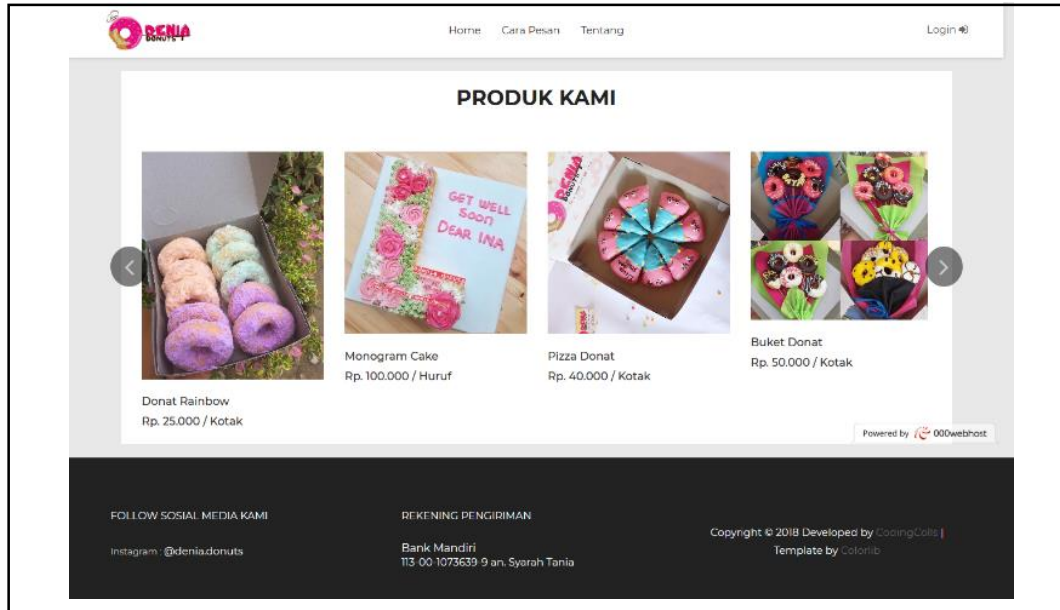 DENIA
DONUTS
Home Cara Pesan Tentang
Login
PRODUK KAMI
GET WELL
SOON
DEAR INA
DENIA
DONUTS
Donat Rainbow
Rp. 25.000 / Kotak
Monogram Cake
Rp. 100.000 / Huruf
Pizza Donat
Rp. 40.000 / Kotak
Buket Donat
Rp. 50.000 / Kotak
Powered by 000webhost
FOLLOW SOSIAL MEDIA KAMI
Instagram : @denia.donuts
REKENING PENGIRIMAN
Bank Mandiri
113-00-1073639-9 an. Syarah Tania
Copyright © 2018 Developed by CodingColls |
Template by Colorlib